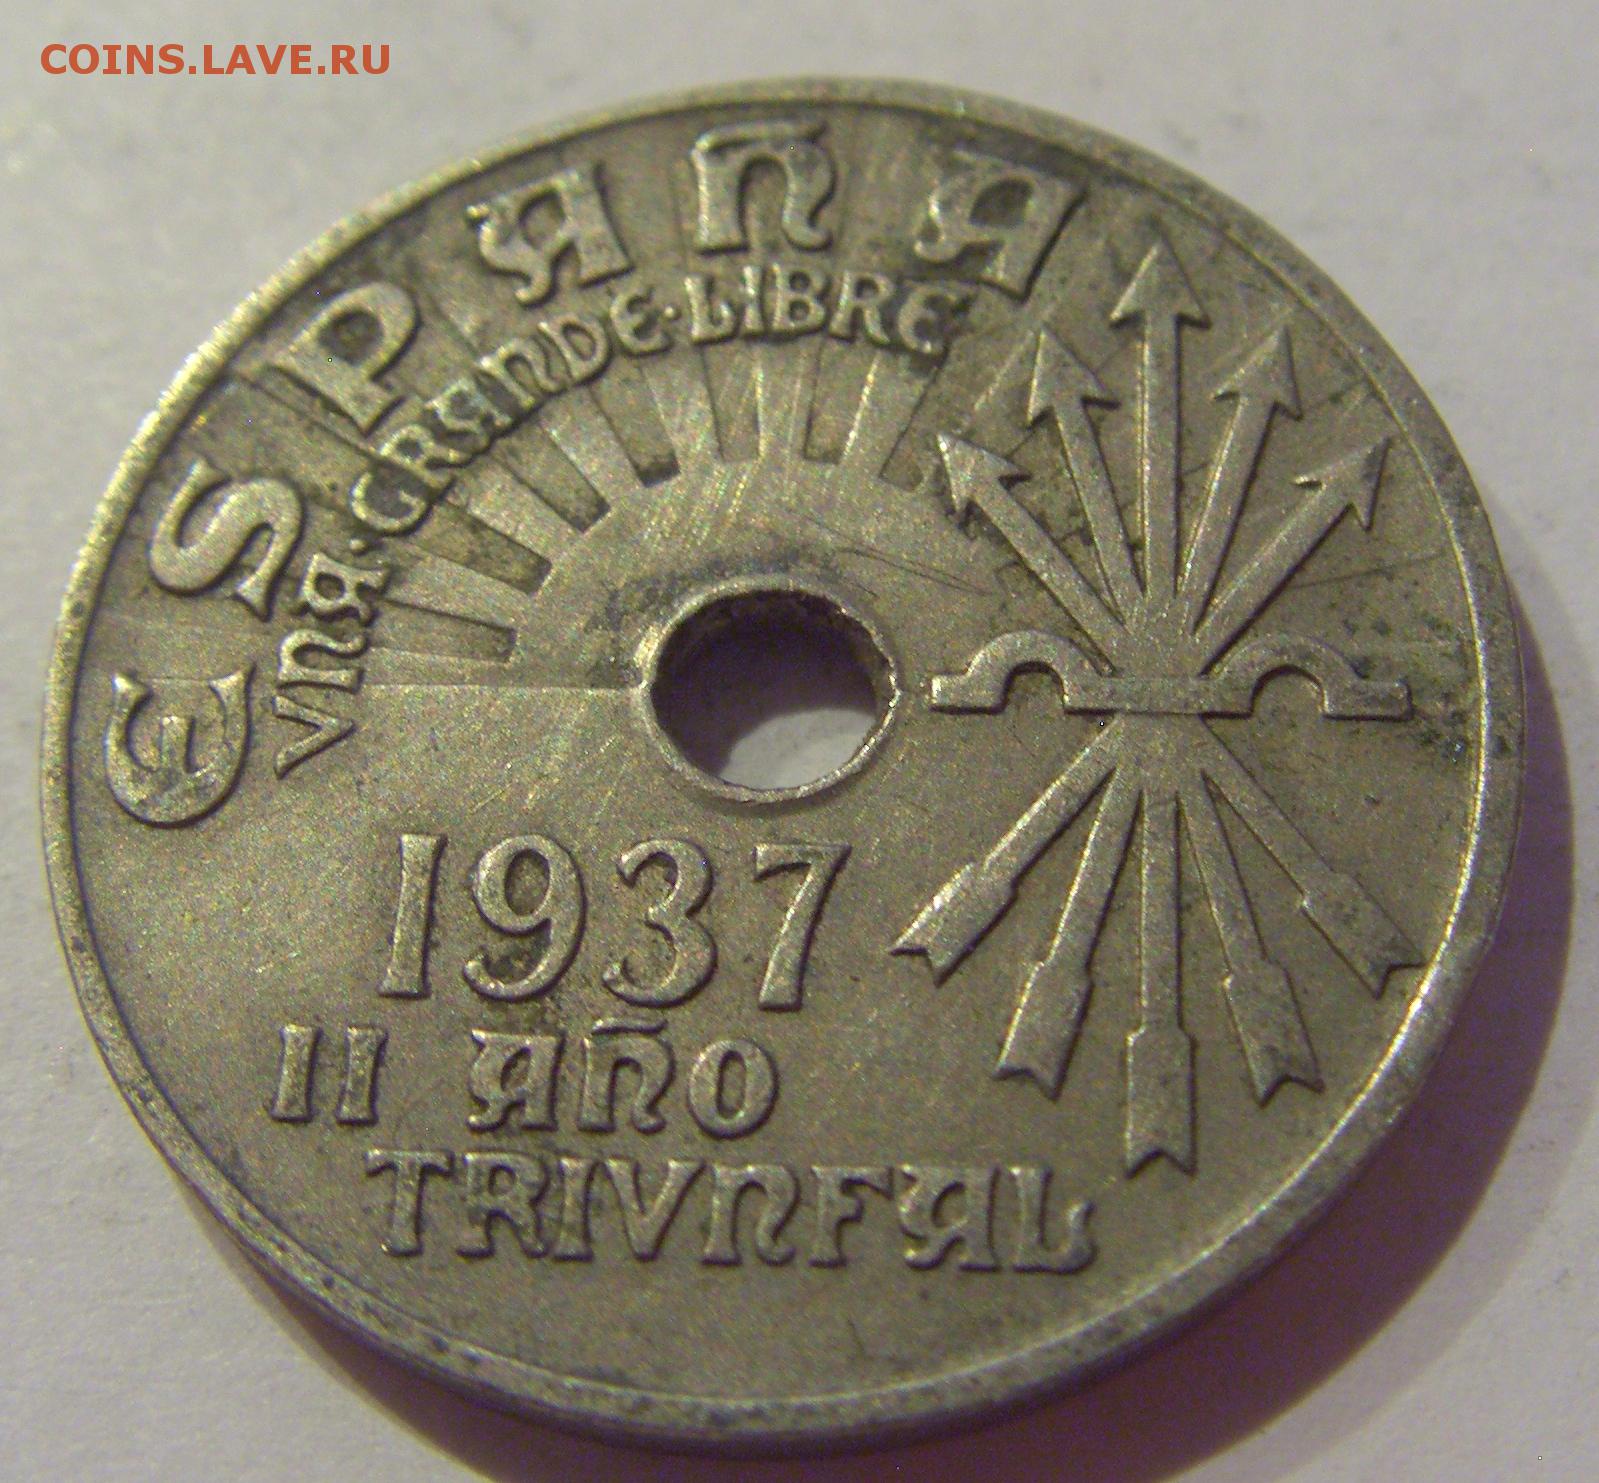 COINS.LAVE.RU
ESPAÑA
VNA·GRANDE·LIBRE
1937
II AÑO
TRIVNFAL